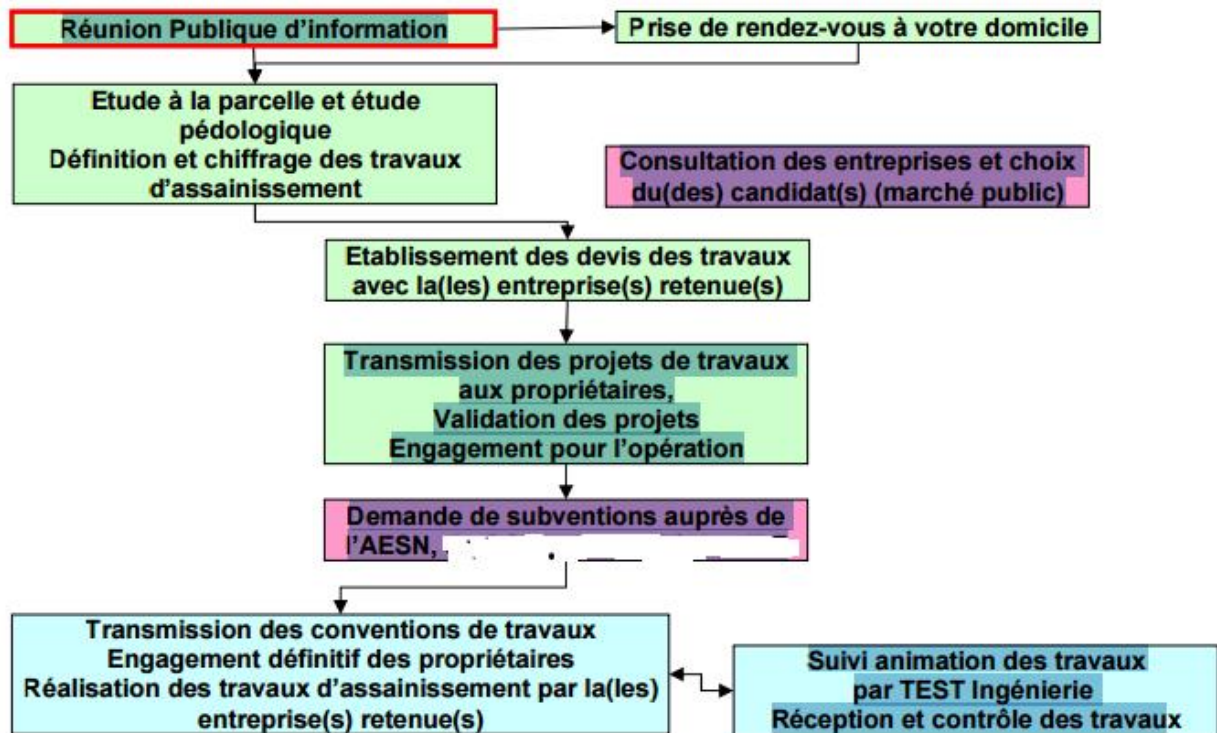 Réunion Publique d’information
Prise de rendez-vous à votre domicile
Etude à la parcelle et étude
pédologique
Définition et chiffrage des travaux
d’assainissement
Consultation des entreprises et choix
du(des) candidat(s) (marché public)
Etablissement des devis des travaux
avec la(les) entreprise(s) retenue(s)
Transmission des projets de travaux
aux propriétaires,
Validation des projets
Engagement pour l’opération
Demande de subventions auprès de
l’AESN,
Transmission des conventions de travaux
Engagement définitif des propriétaires
Réalisation des travaux d’assainissement par la(les)
entreprise(s) retenue(s)
Suivi animation des travaux
par TEST Ingénierie
Réception et contrôle des travaux